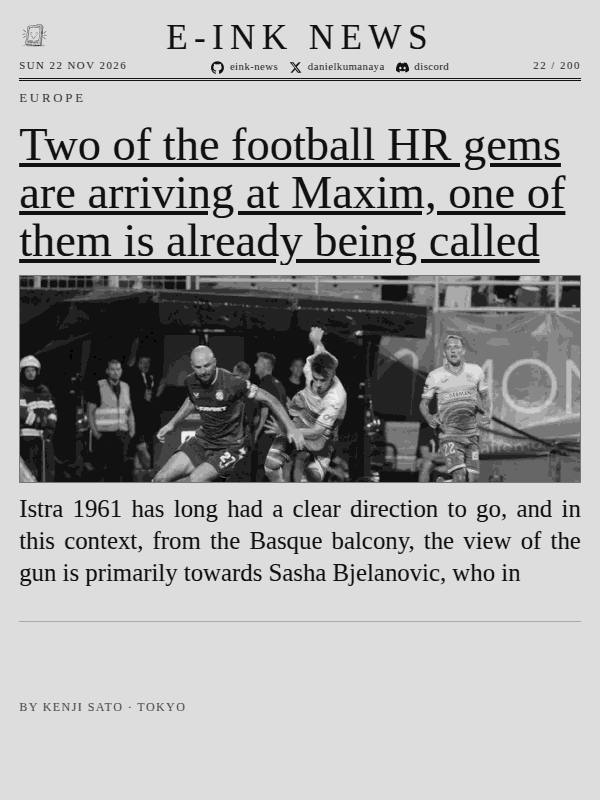 E-INK NEWS
SUN 22 NOV 2026
eink-news danielkumanaya discord
22 / 200
EUROPE
Two of the football HR gems
are arriving at Maxim, one of
them is already being called
22
Istra 1961 has long had a clear direction to go, and in
this context, from the Basque balcony, the view of the
gun is primarily towards Sasha Bjelanovic, who in
BY KENJI SATO · TOKYO